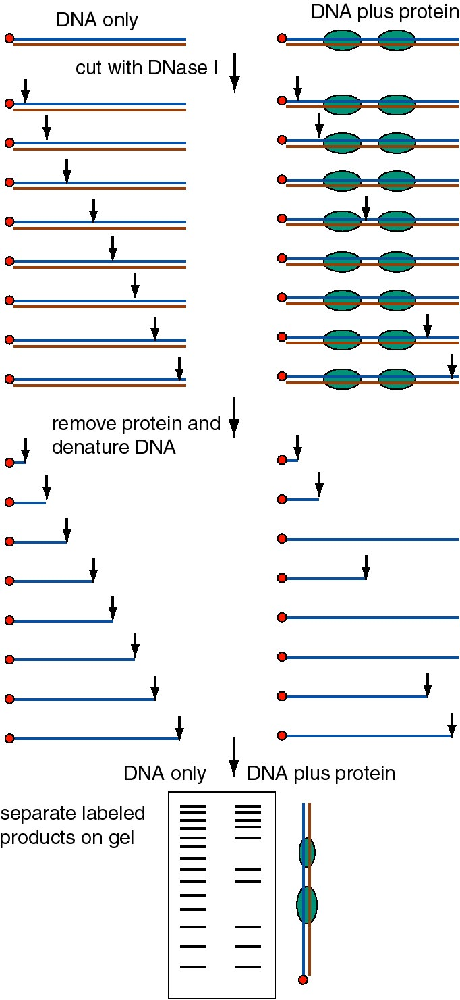 DNA only
DNA plus protein
cut with DNase I
remove protein and
denature DNA
DNA only
DNA plus protein
separate labeled
products on gel